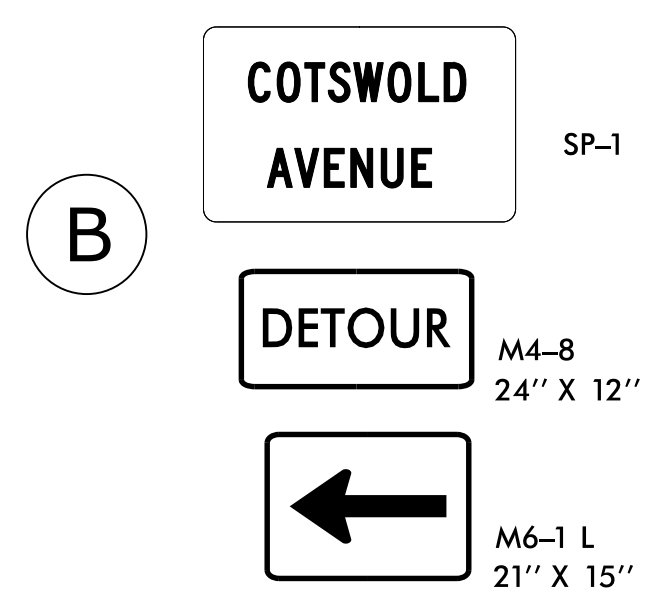 COTSWOLD
AVENUE
SP–1
B
DETOUR
M4–8
24'' X 12''
M6–1 L
21'' X 15''